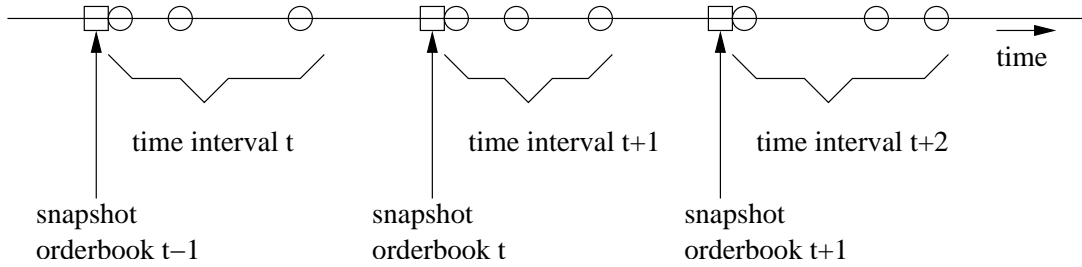 time
time interval t
time interval t+1
time interval t+2
snapshot
orderbook t−1
snapshot
orderbook t
snapshot
orderbook t+1